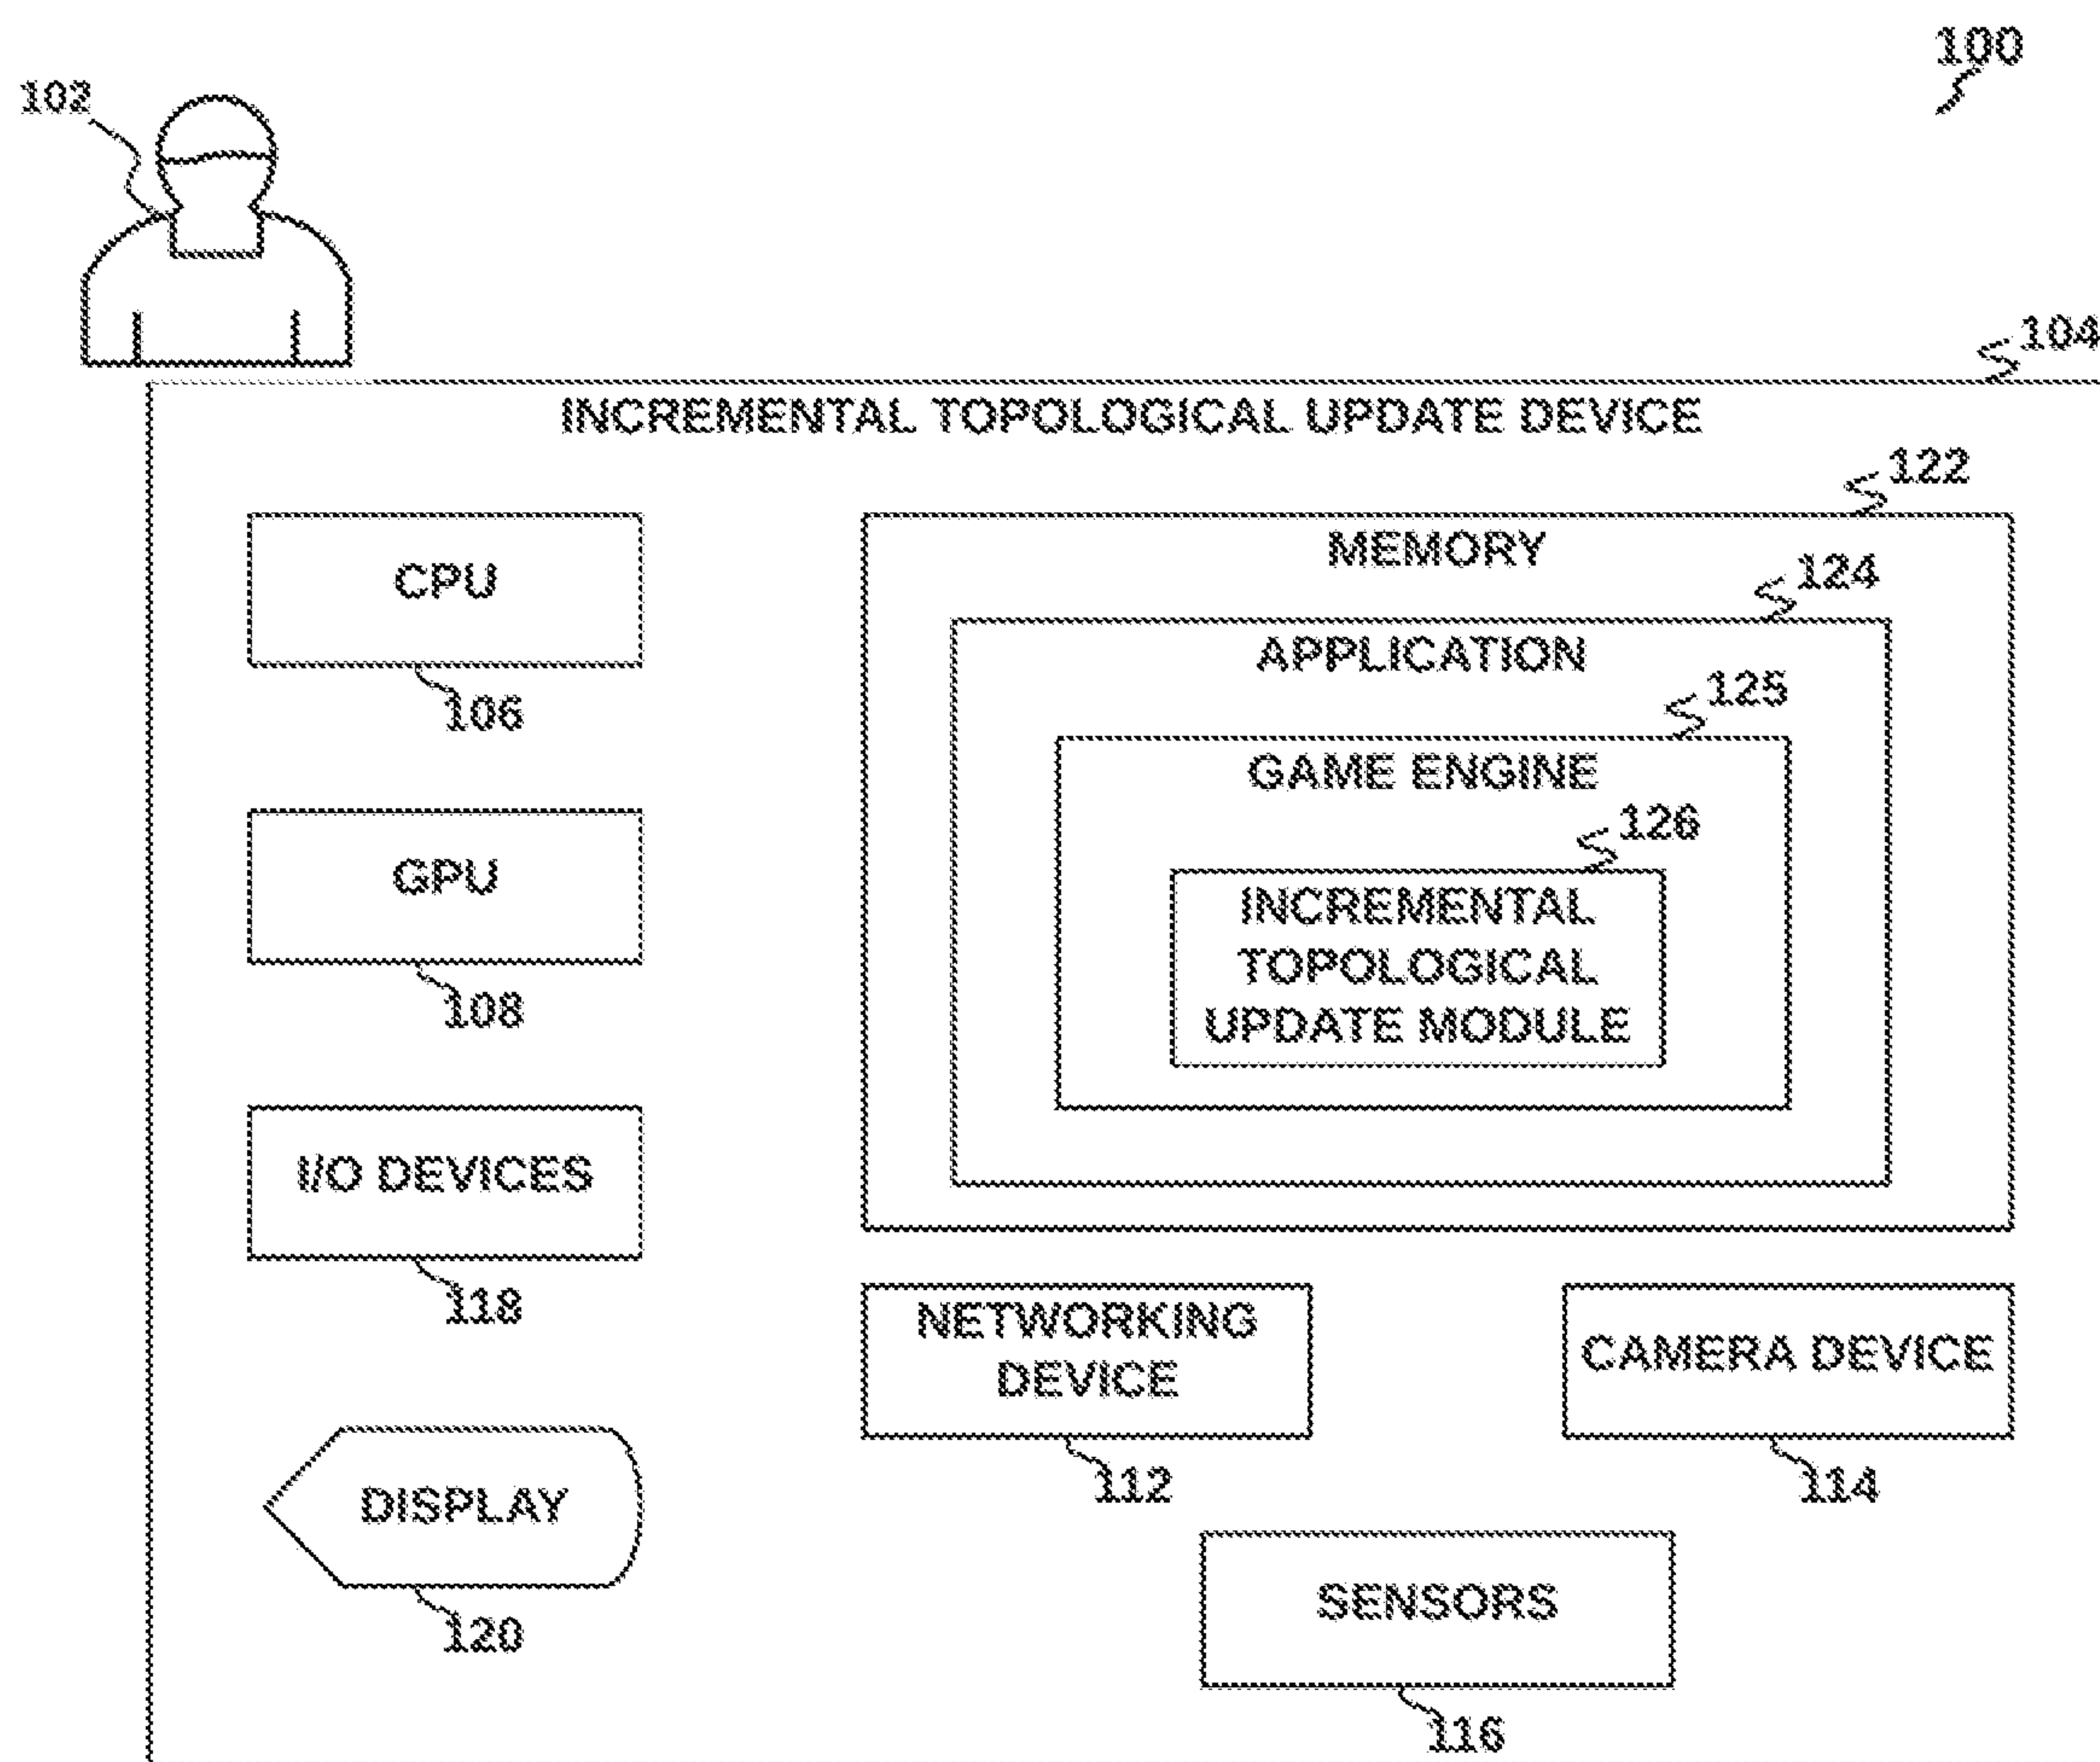 100
102
104
INCREMENTAL TOPOLOGICAL UPDATE DEVICE
122
MEMORY
CPU
106
124
APPLICATION
125
GAME ENGINE
126
INCREMENTAL
TOPOLOGICAL
UPDATE MODULE
GPU
108
I/O DEVICES
118
NETWORKING
DEVICE
112
CAMERA DEVICE
114
DISPLAY
120
SENSORS
116